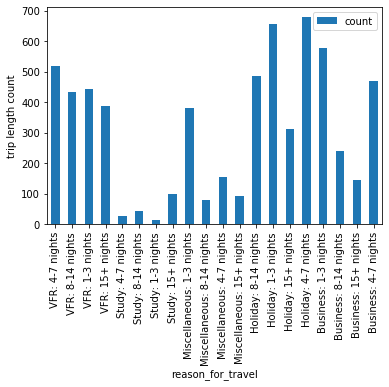 700
600
500
400
300
200
100
0
trip length count
count
VFR: 4-7 nights
VFR: 8-14 nights
VFR: 1-3 nights
VFR: 15+ nights
Study: 4-7 nights
Study: 8-14 nights
Study: 1-3 nights
Study: 15+ nights
Miscellaneous: 1-3 nights
Miscellaneous: 8-14 nights
Miscellaneous: 4-7 nights
Miscellaneous: 15+ nights
Holiday: 8-14 nights
Holiday: 1-3 nights
Holiday: 15+ nights
Holiday: 4-7 nights
Business: 1-3 nights
Business: 8-14 nights
Business: 15+ nights
Business: 4-7 nights
reason_for_travel